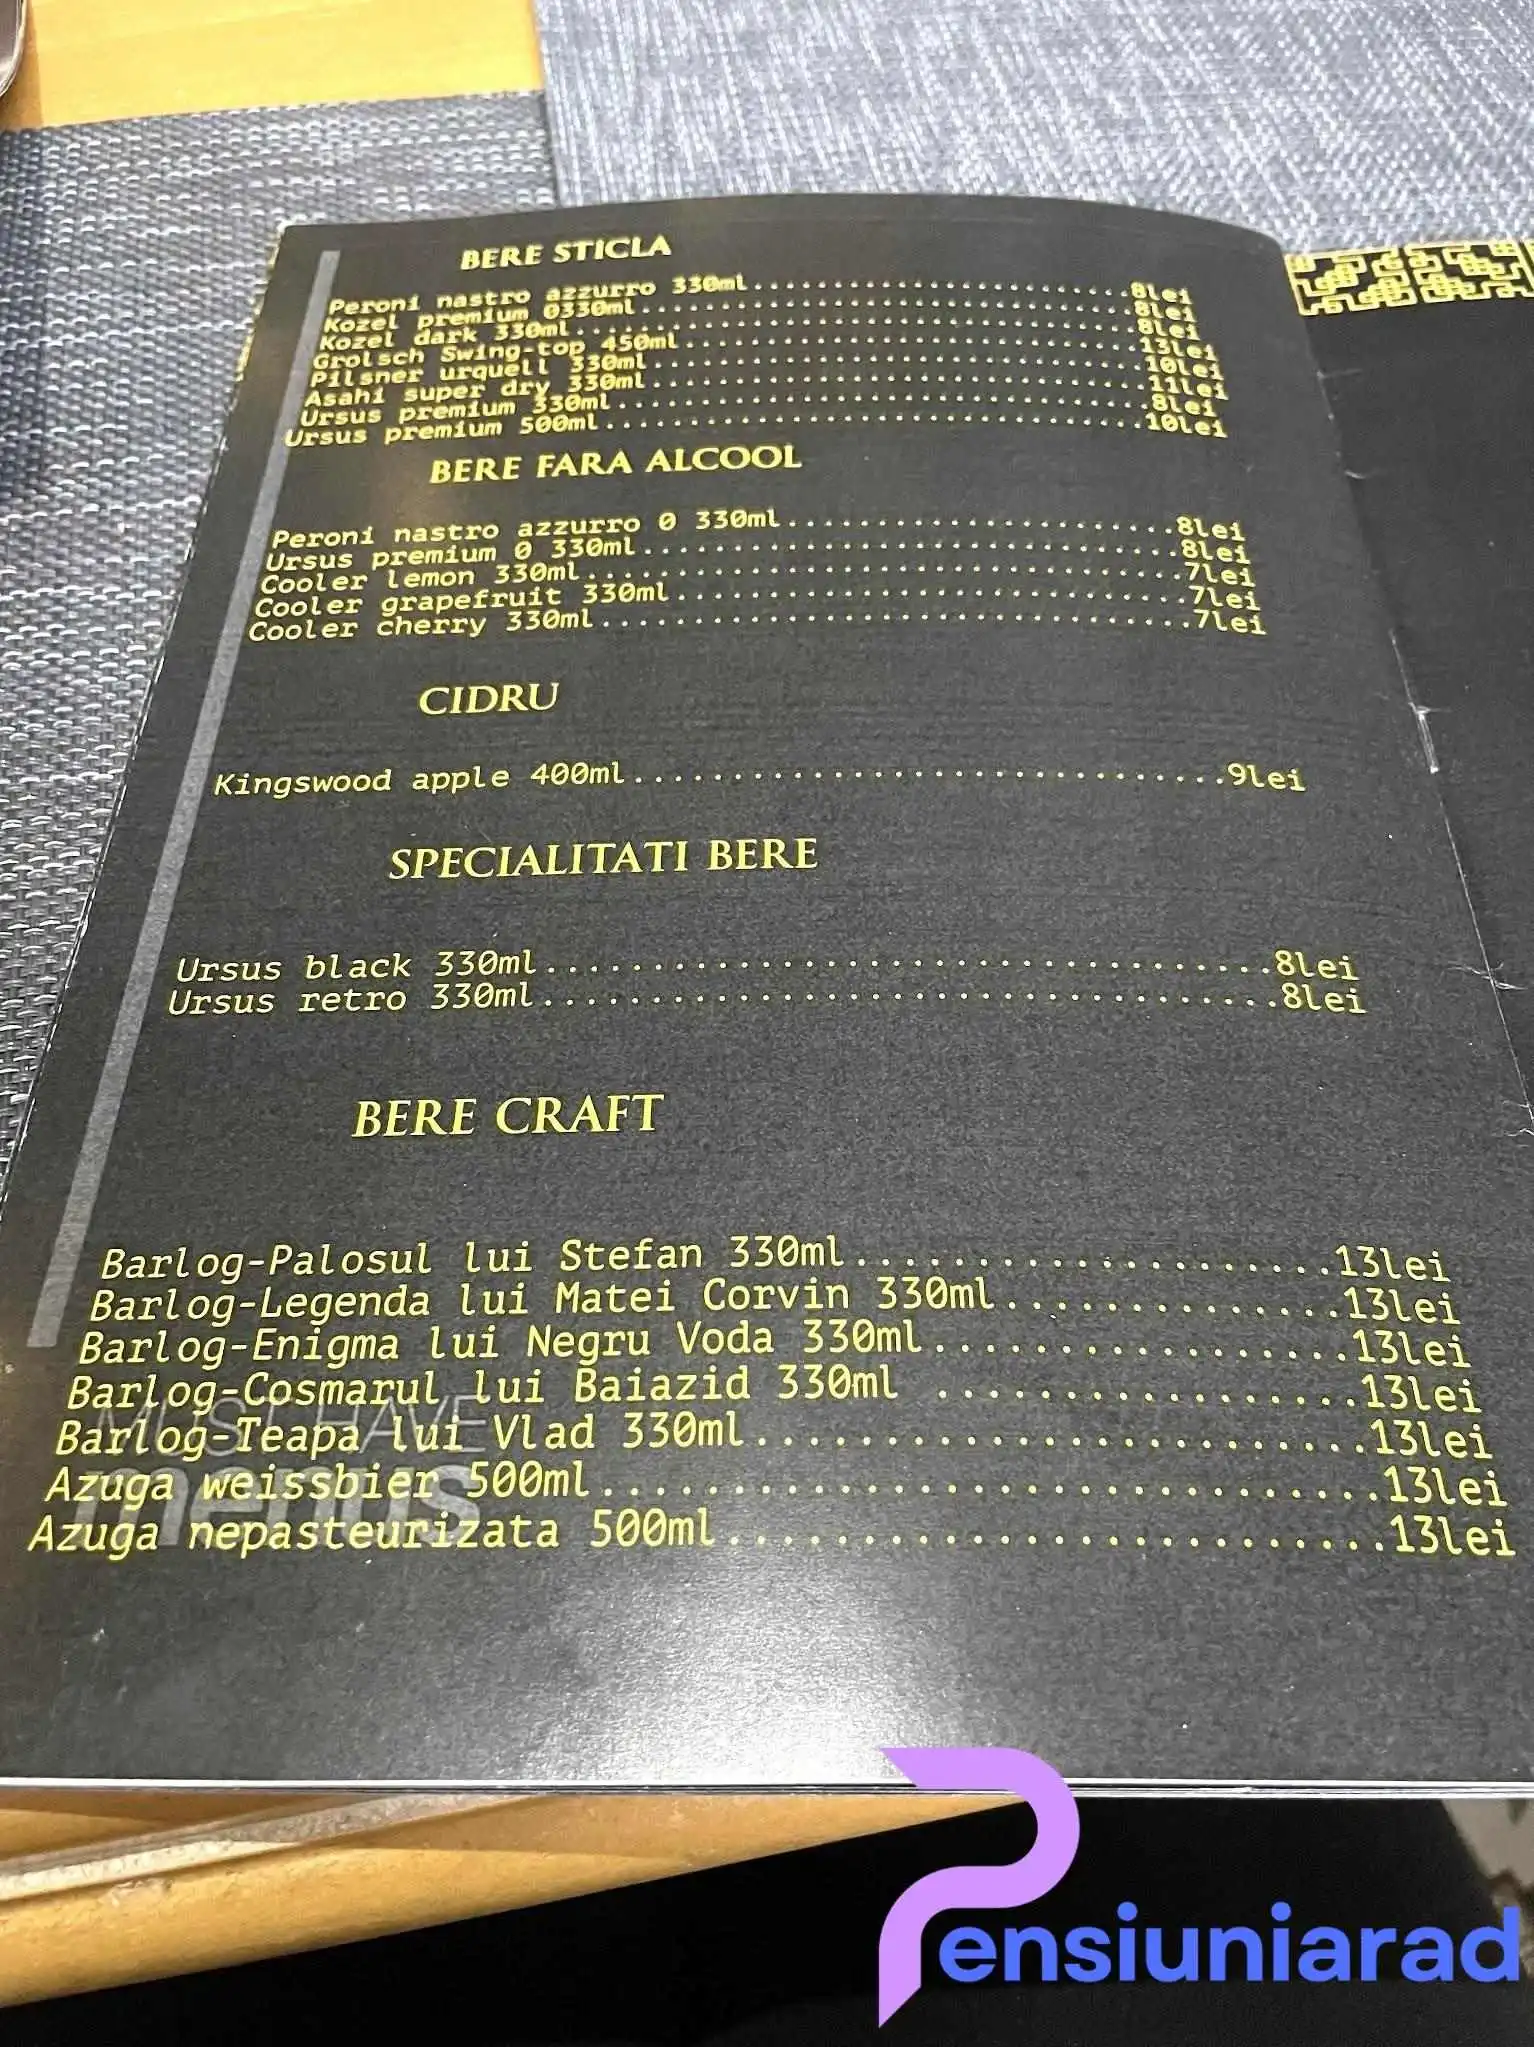 BERE STICLA
Peroni nastro azzurro 330ml..............................8lei
Kozel premium 0330ml..............................8lei
Kozel dark 330ml..............................8lei
Grolsch Swing-top 450ml..............................13lei
Pilsner urquell 330ml..............................10lei
Asahi super dry 330ml..............................11lei
Ursus premium 330ml..............................8lei
Ursus premium 500ml..............................10lei
BERE FARA ALCOOL
Peroni nastro azzurro 0 330ml........................8lei
Ursus premium 0 330ml..............................8lei
Cooler lemon 330ml..................................7lei
Cooler grapefruit 330ml..............................7lei
Cooler cherry 330ml..................................7lei
CIDRU
Kingswood apple 400ml..................................9lei
SPECIALITATI BERE
Ursus black 330ml.....................................8lei
Ursus retro 330ml.....................................8lei
BERE CRAFT
Barlog-Palosul lui Stefan 330ml....................13lei
Barlog-Legenda lui Matei Corvin 330ml..............13lei
Barlog-Enigma lui Negru Voda 330ml.................13lei
Barlog-Cosmarul lui Baiazid 330ml .................13lei
Barlog-Teapa lui Vlad 330ml.........................13lei
Azuga weissbier 500ml...............................13lei
Azuga nepasteurizata 500ml ..........................13lei
MUST HAVE
menus
Pensiuniarad